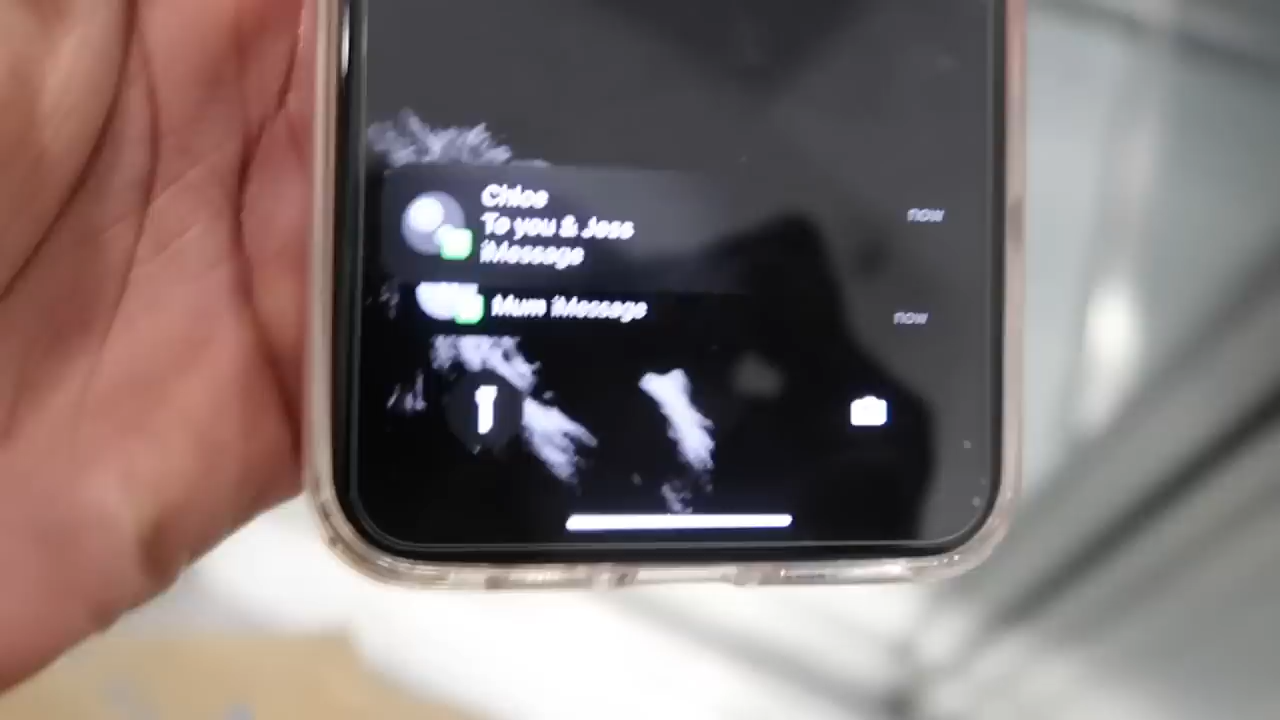 Chloe
To you & Jess
iMessage
now
Mum iMessage
now